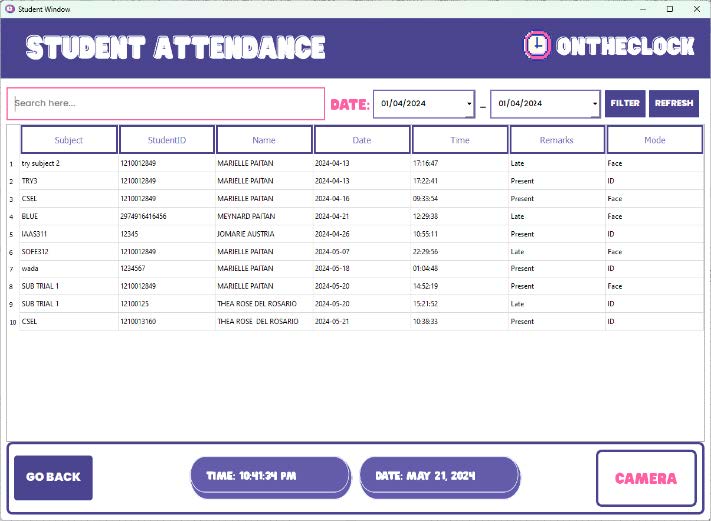 Student Window
STUDENT ATTENDANCE
ONTHECLOCK
Search here...
DATE: 01/04/2024 - 01/04/2024 FILTER REFRESH
Subject StudentID Name Date Time Remarks Mode
1 try subject 2 1210012849 MARIELLE PAITAN 2024-04-13 17:16:47 Late Face
2 TRY3 1210012849 MARIELLE PAITAN 2024-04-13 17:22:41 Present ID
3 CSEL 1210012849 MARIELLE PAITAN 2024-04-16 09:33:54 Present Face
4 BLUE 2974916416456 MEYNARD PAITAN 2024-04-21 12:29:38 Late Face
5 IAAS311 12345 JOMARIE AUSTRIA 2024-04-26 10:55:11 Present ID
6 SOFE312 1210012849 MARIELLE PAITAN 2024-05-07 22:29:56 Late Face
7 wada 1234567 MARIELLE PAITAN 2024-05-18 01:04:48 Present ID
8 SUB TRIAL 1 1210012849 MARIELLE PAITAN 2024-05-20 14:52:19 Present Face
9 SUB TRIAL 1 12100125 THEA ROSE DEL ROSARIO 2024-05-20 15:21:52 Late ID
10 CSEL 1210013160 THEA ROSE DEL ROSARIO 2024-05-21 10:38:33 Present ID
GO BACK
TIME: 10:41:34 PM
DATE: MAY 21, 2024
CAMERA